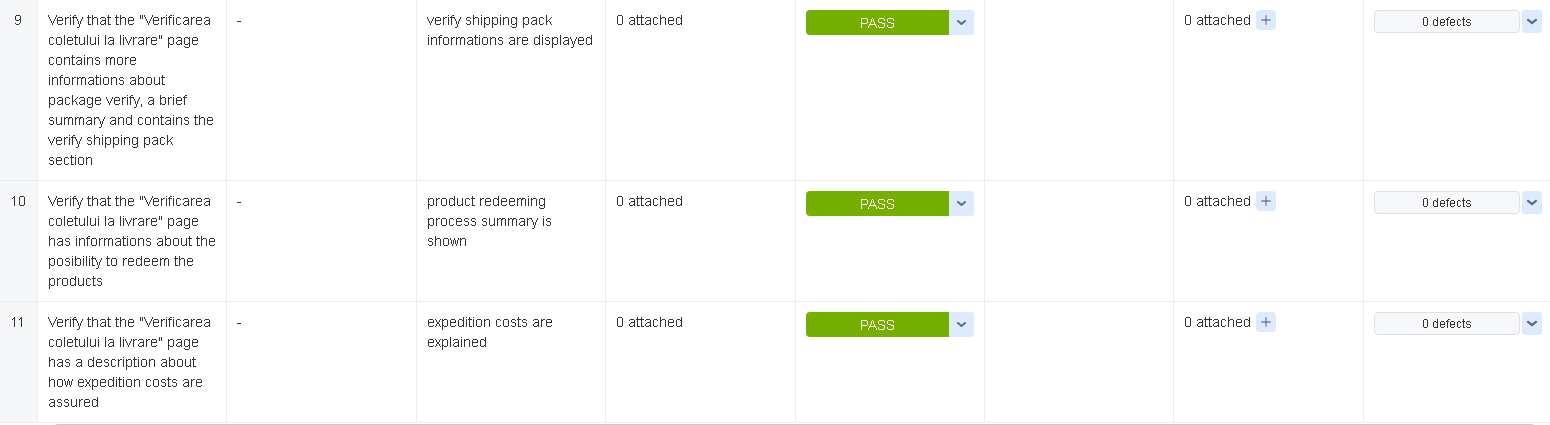 9
Verify that the "Verificarea
coletului la livrare" page
contains more
informations about
package verify, a brief
summary and contains the
verify shipping pack
section
-
verify shipping pack
informations are displayed
0 attached
PASS
0 attached +
0 defects
10
Verify that the "Verificarea
coletului la livrare" page
has informations about the
posibility to redeem the
products
-
product redeeming
process summary is
shown
0 attached
PASS
0 attached +
0 defects
11
Verify that the "Verificarea
coletului la livrare" page
has a description about
how expedition costs are
assured
-
expedition costs are
explained
0 attached
PASS
0 attached +
0 defects